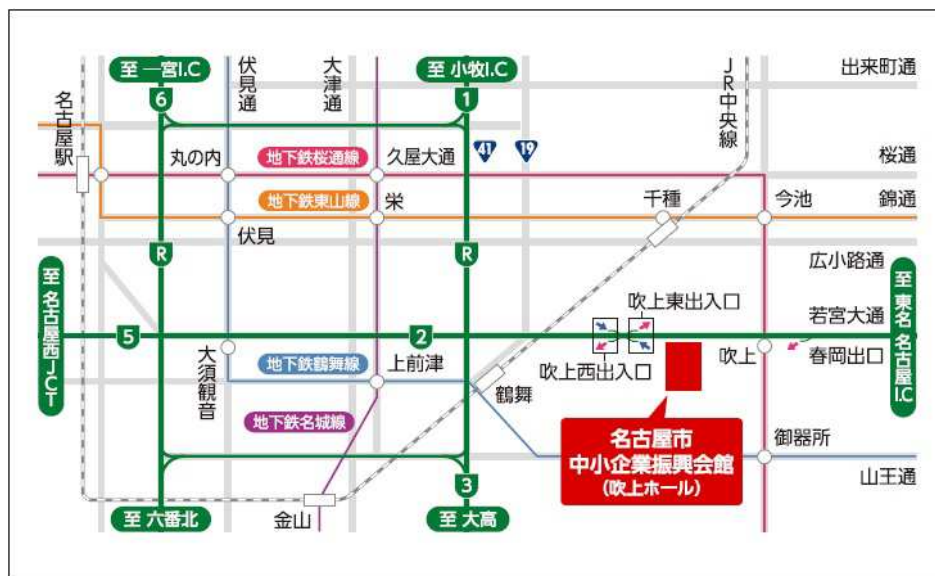 至 一宮I.C
伏見通
大津通
至 小牧I.C
JR中央線
出来町通
6
1
名古屋駅
丸の内
地下鉄桜通線
久屋大通
41
19
桜通
地下鉄東山線
栄
千種
今池
錦通
伏見
R
R
広小路通
至 名古屋西JCT
至 東名 名古屋I.C
吹上東出入口
若宮大通
5
2
大須観音
地下鉄鶴舞線
上前津
吹上西出入口
吹上
春岡出口
鶴舞
地下鉄名城線
名古屋市
中小企業振興会館
(吹上ホール)
御器所
山王通
3
至 六番北
金山
至 大高